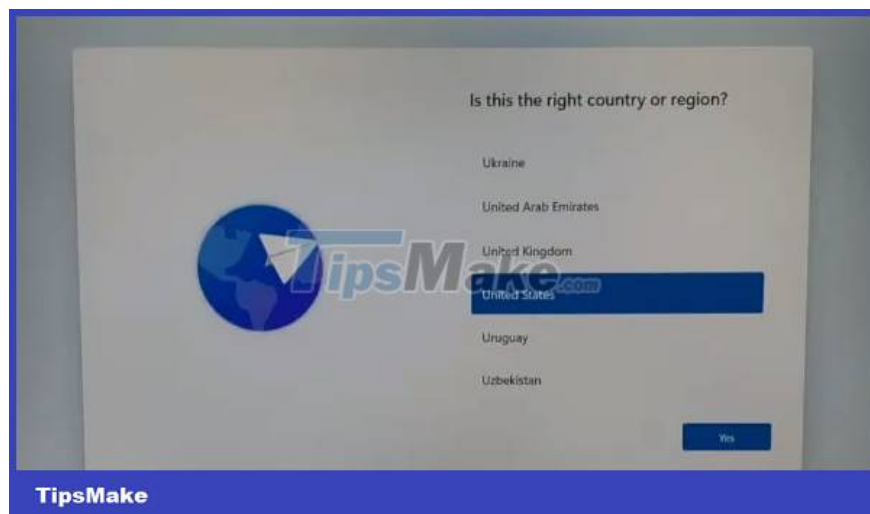 Is this the right country or region?
Ukraine
United Arab Emirates
United Kingdom
United States
Uruguay
Uzbekistan
Yes
TipsMake.com
TipsMake